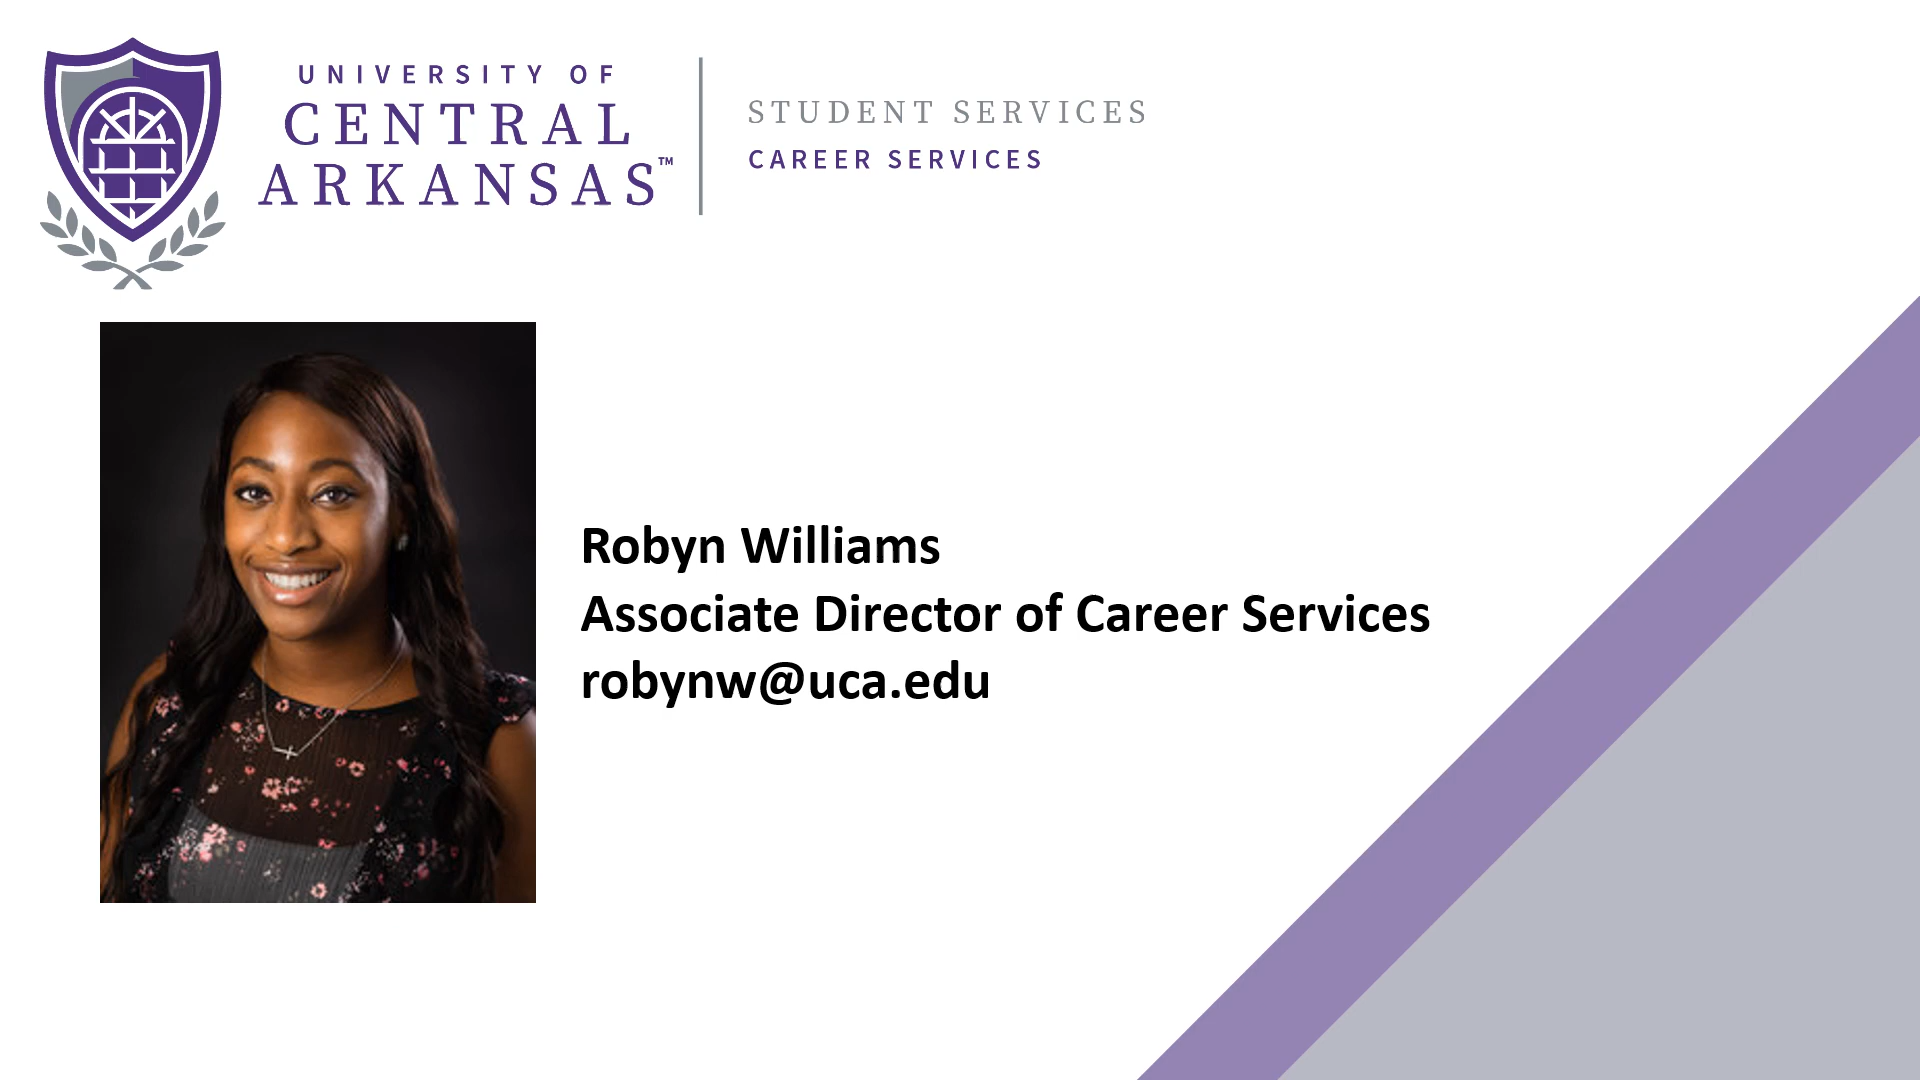 UNIVERSITY OF
CENTRAL
ARKANSAS™
STUDENT SERVICES
CAREER SERVICES
Robyn Williams
Associate Director of Career Services
robynw@uca.edu